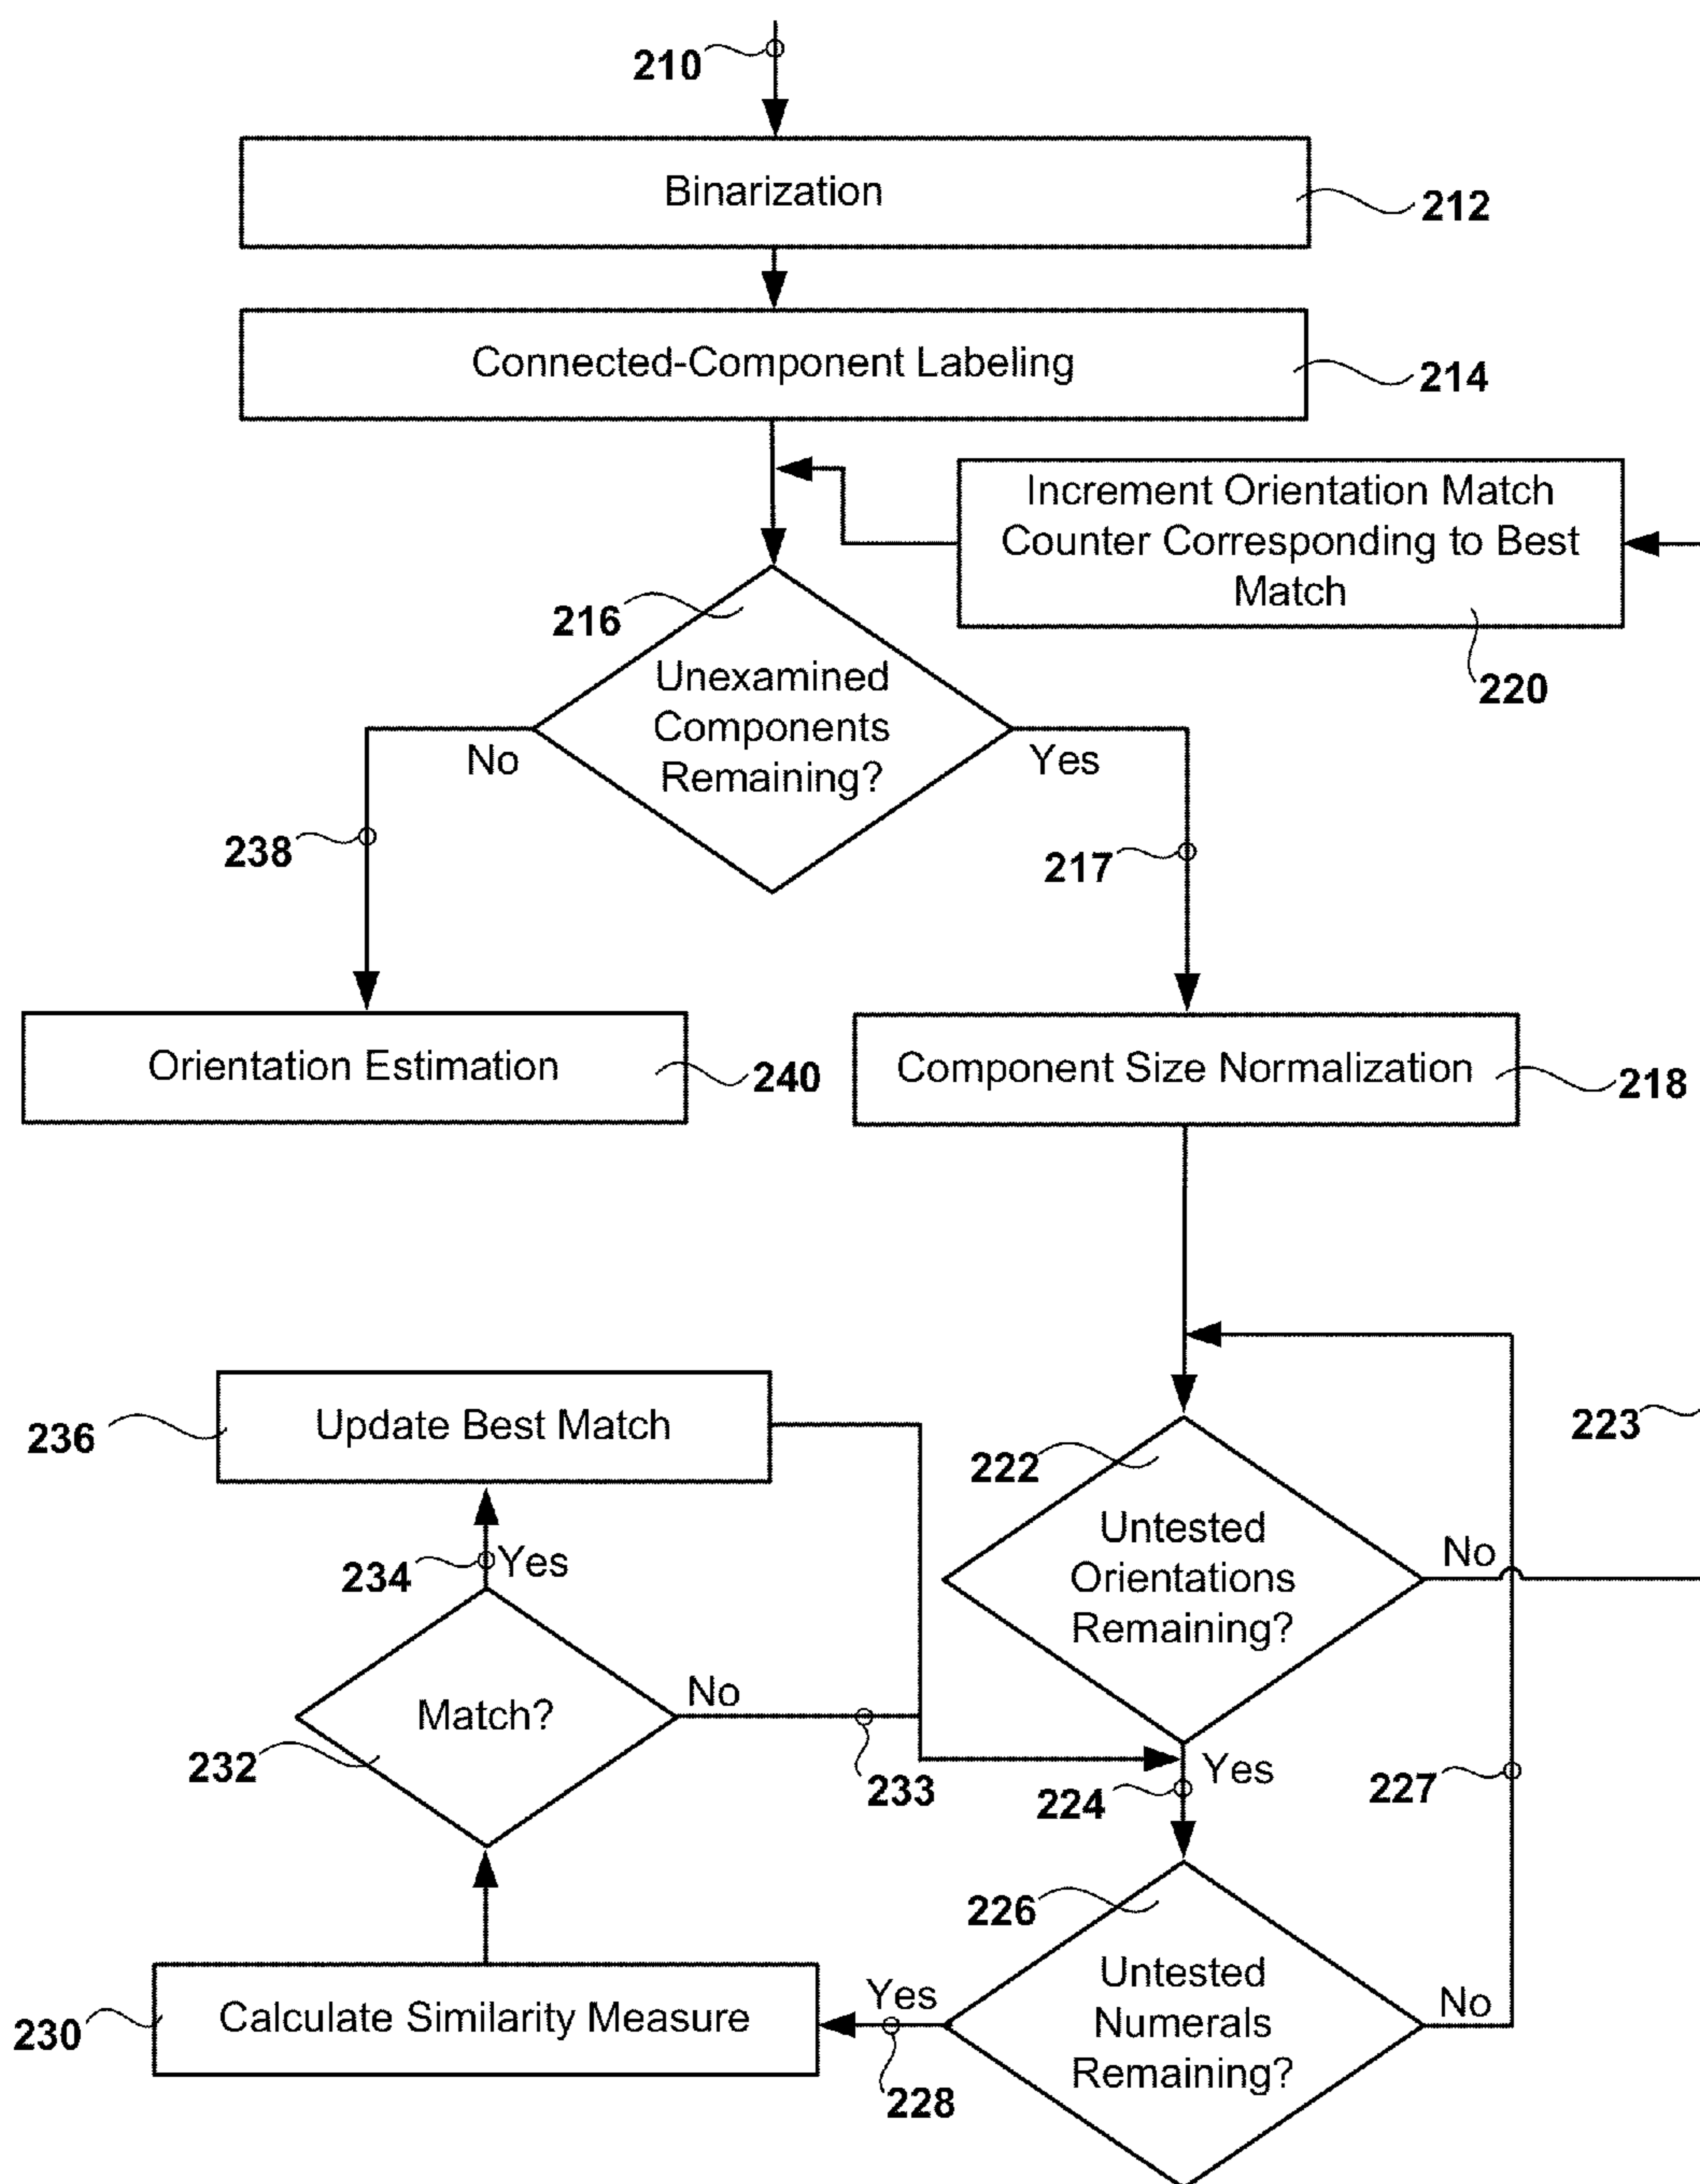 210
Binarization
212
Connected-Component Labeling
214
Increment Orientation Match
Counter Corresponding to Best
Match
220
216
Unexamined
Components
Remaining?
No
Yes
238
217
Orientation Estimation
240
Component Size Normalization
218
236
Update Best Match
222
223
Untested
Orientations
Remaining?
No
234
Yes
Match?
No
232
233
Yes
224
227
226
Untested
Numerals
Remaining?
No
Yes
230
Calculate Similarity Measure
228